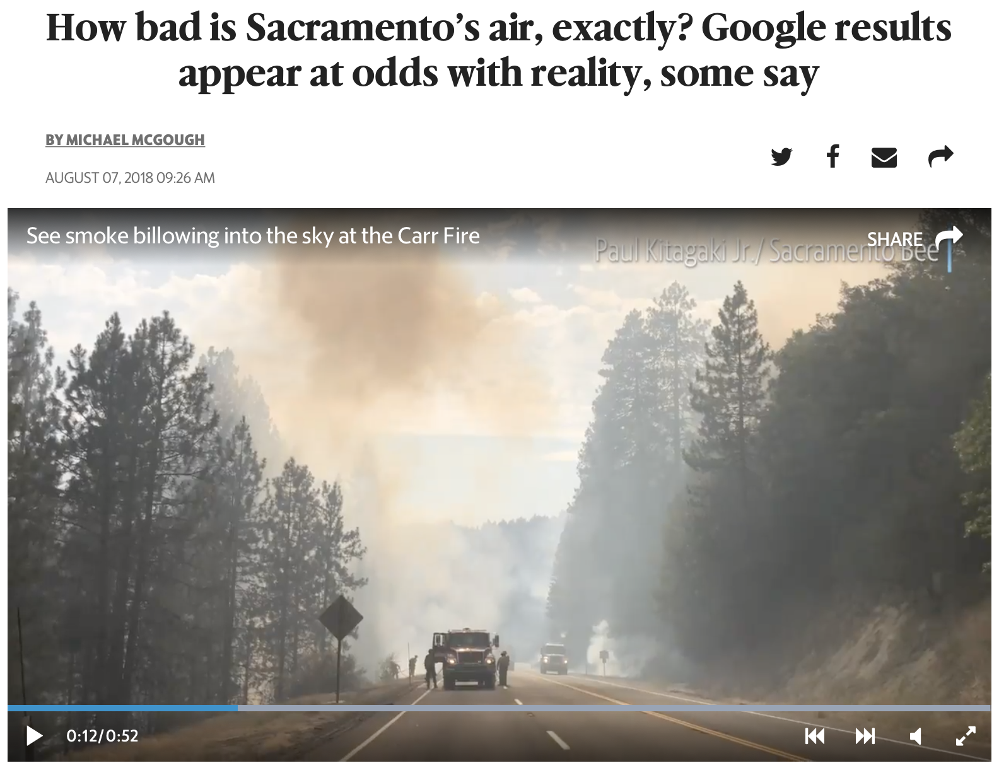 How bad is Sacramento’s air, exactly? Google results
appear at odds with reality, some say
BY MICHAEL MCGOUGH
AUGUST 07, 2018 09:26 AM
See smoke billowing into the sky at the Carr Fire
SHARE
Paul Kitagaki Jr./ Sacramento Bee
0:12/0:52